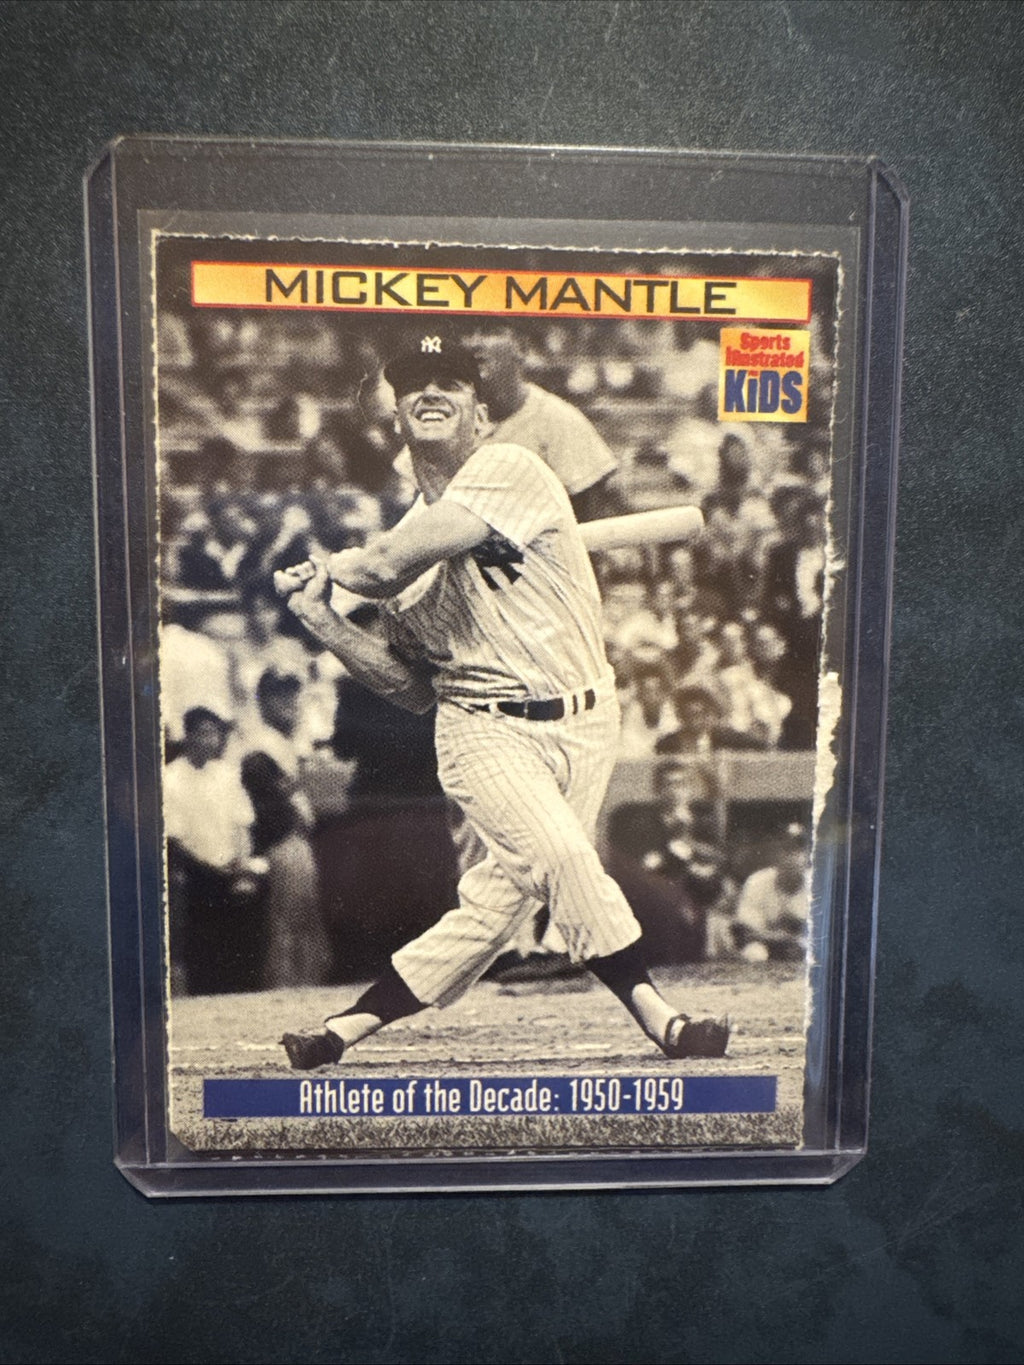 MICKEY MANTLE
Sports
Illustrated
KiDS
Athlete of the Decade: 1950-1959